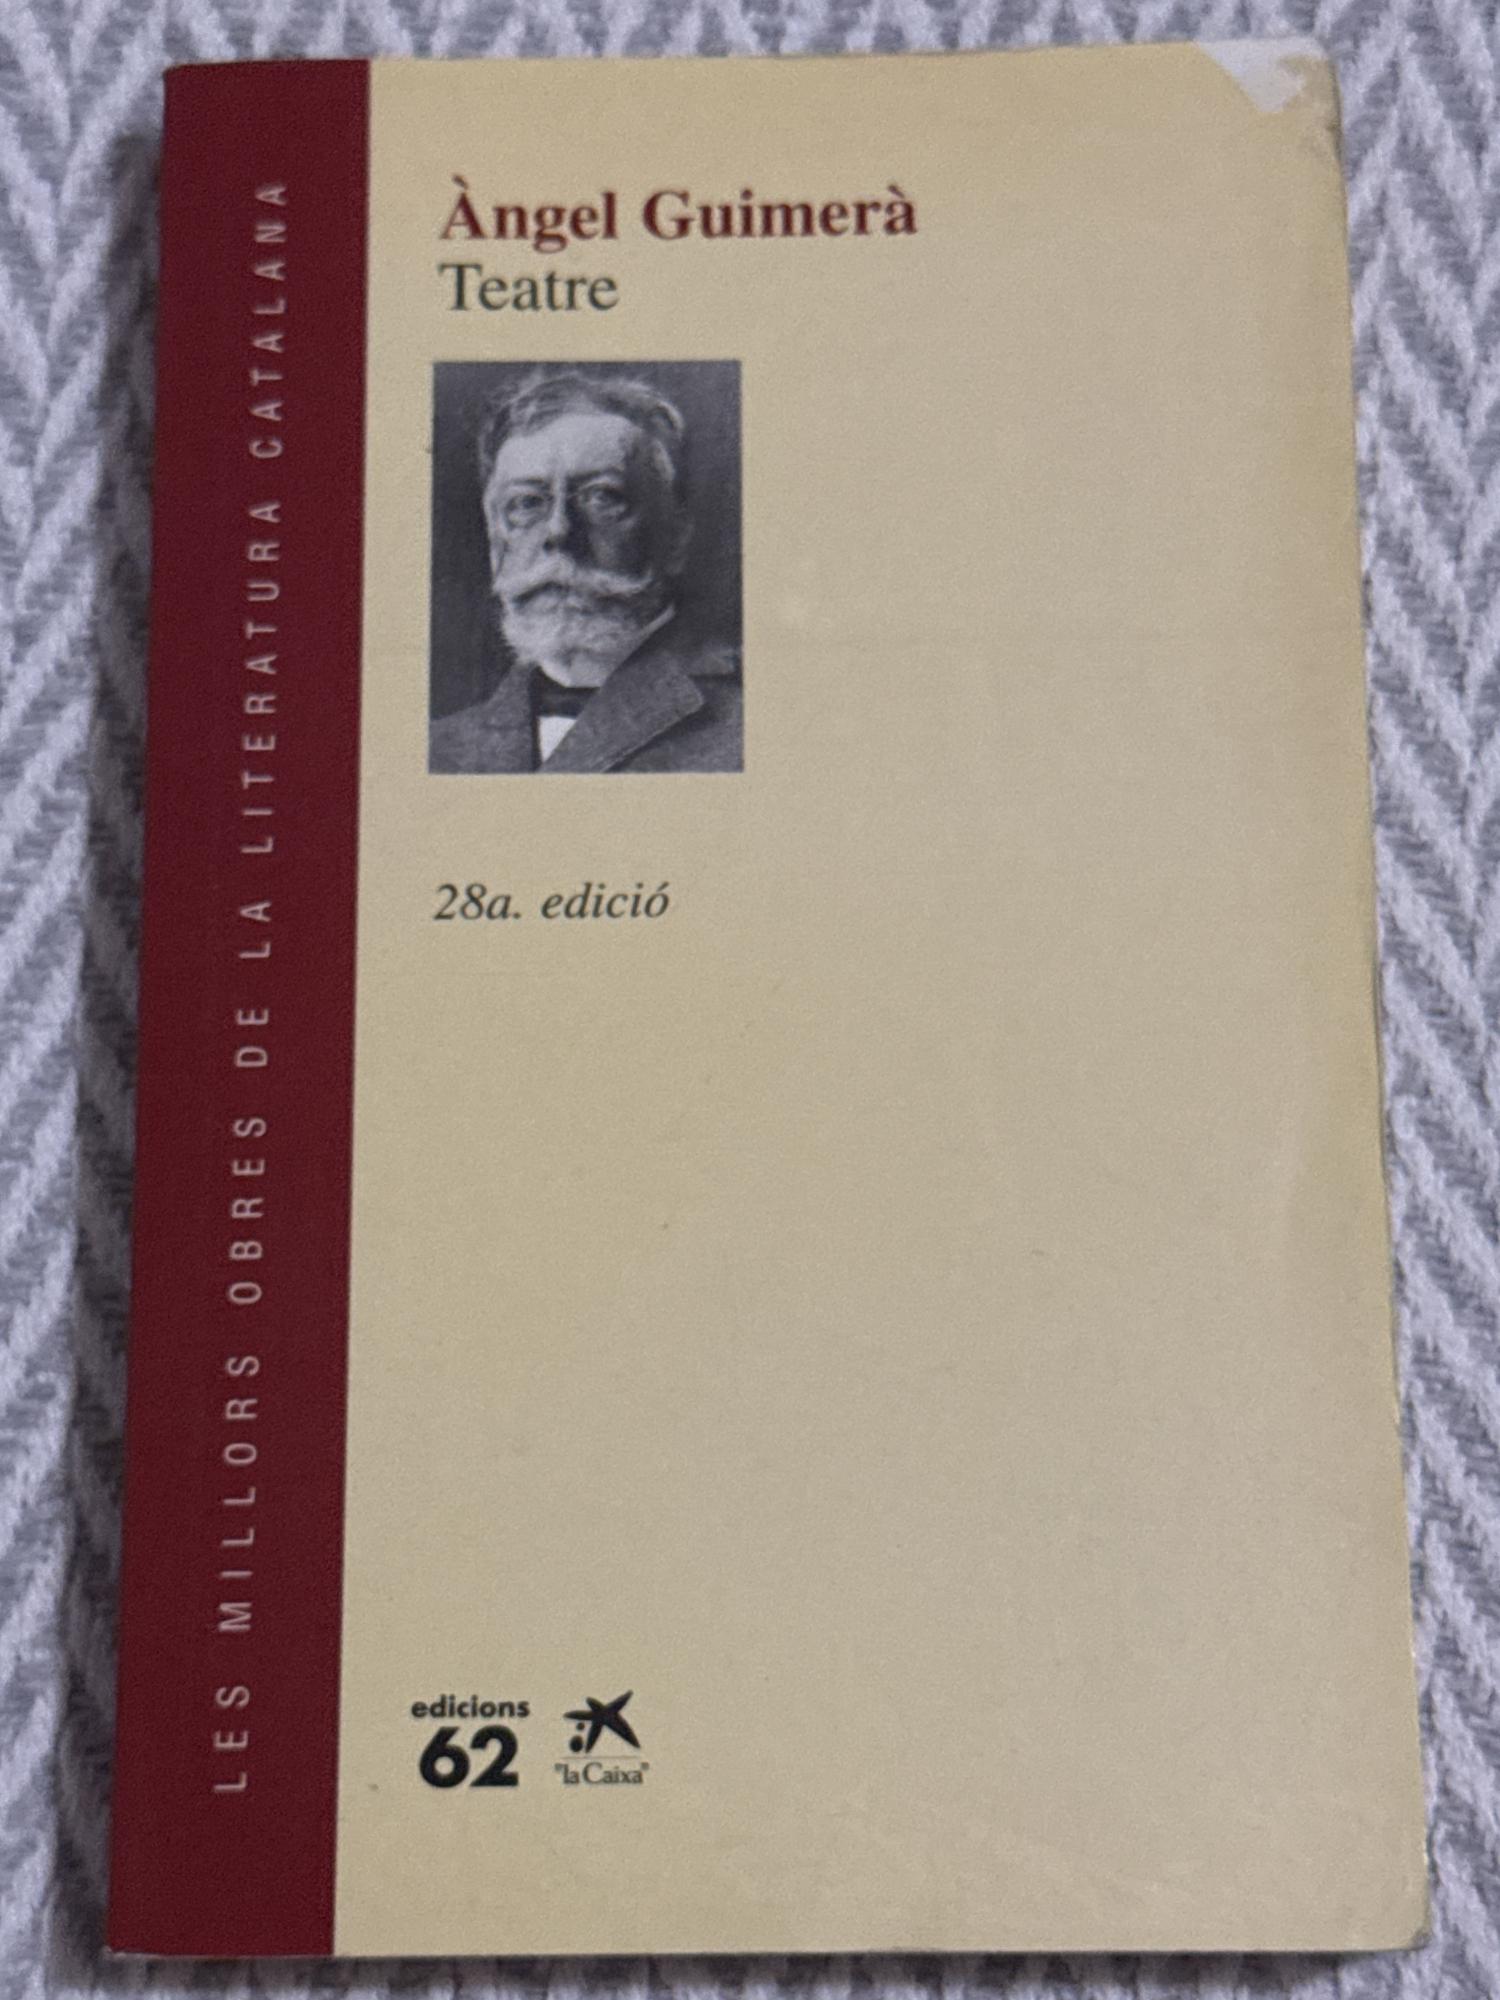 LES MILLORS OBRES DE LA LITERATURA CATALANA
Àngel Guimerà
Teatre
28a. edició
edicions
62
"la Caixa"